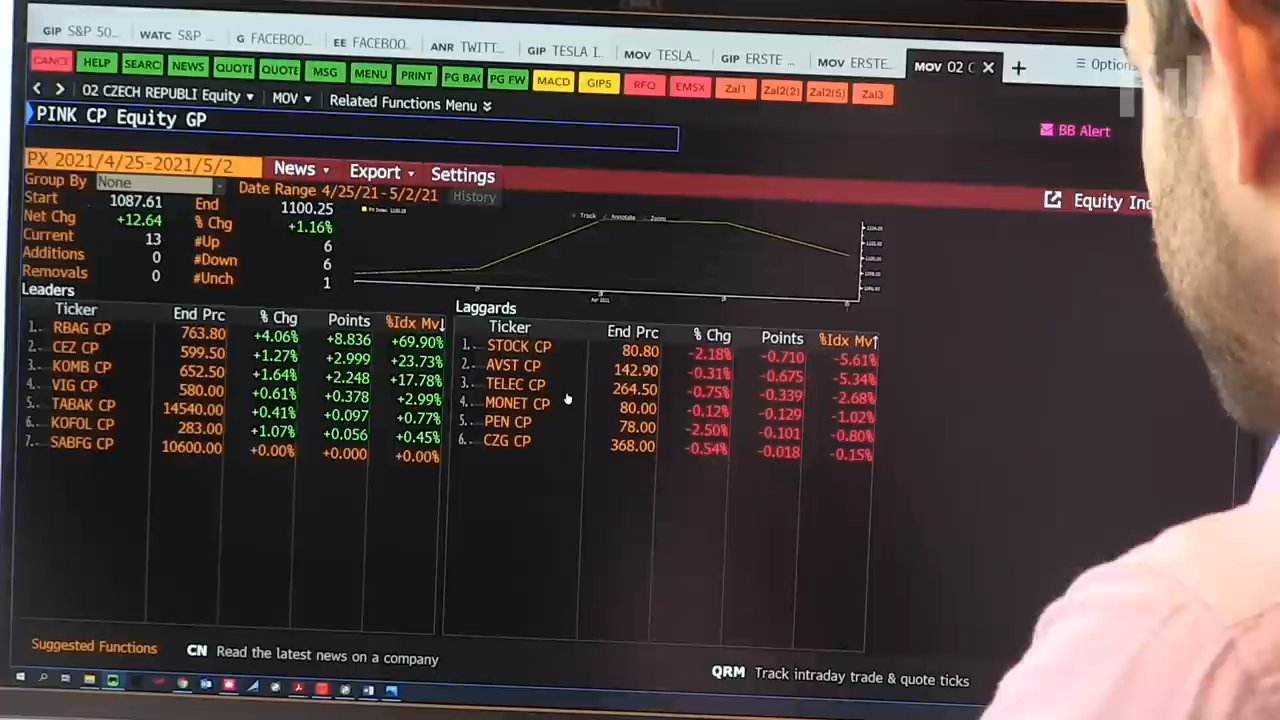 GIP S&P 50... WATC S&P ... G FACEBOO... EE FACEBOO... ANR TWITT... GIP TESLA I... MOV TESLA... GIP ERSTE ... MOV ERSTE... MOV 02 C ✕ +
CANCL HELP SEARC NEWS QUOTE QUOTE MSG MENU PRINT PG BA PG FW MACD GIP5 RFQ EMSX Zal1 Zal2(2) Zal2(5) Zal3
Options
< > O2 CZECH REPUBLI Equity MOV Related Functions Menu
PINK CP Equity GP
BB Alert
PX 2021/4/25-2021/5/2 News Export Settings
Group By None Date Range 4/25/21-5/2/21 History
Equity Ind
Start 1087.61 End 1100.25
Net Chg +12.64 % Chg +1.16%
Current 13 #Up 6
Additions 0 #Down 6
Removals 0 #Unch 1
Track Annotate Zoom
Apr 2021
Leaders
Ticker End Prc % Chg Points %Idx Mv↓
1. RBAG CP 763.80 +4.06% +8.836 +69.90%
2. CEZ CP 599.50 +1.27% +2.999 +23.73%
3. KOMB CP 652.50 +1.64% +2.248 +17.78%
4. VIG CP 580.00 +0.61% +0.378 +2.99%
5. TABAK CP 14540.00 +0.41% +0.097 +0.77%
6. KOFOL CP 283.00 +1.07% +0.056 +0.45%
7. SABFG CP 10600.00 +0.00% +0.000 +0.00%
Laggards
Ticker End Prc % Chg Points %Idx Mv↑
1. STOCK CP 80.80 -2.18% -0.710 -5.61%
2. AVST CP 142.90 -0.31% -0.675 -5.34%
3. TELEC CP 264.50 -0.75% -0.339 -2.68%
4. MONET CP 80.00 -0.12% -0.129 -1.02%
5. PEN CP 78.00 -2.50% -0.101 -0.80%
6. CZG CP 368.00 -0.54% -0.018 -0.15%
Suggested Functions CN Read the latest news on a company
QRM Track intraday trade & quote ticks